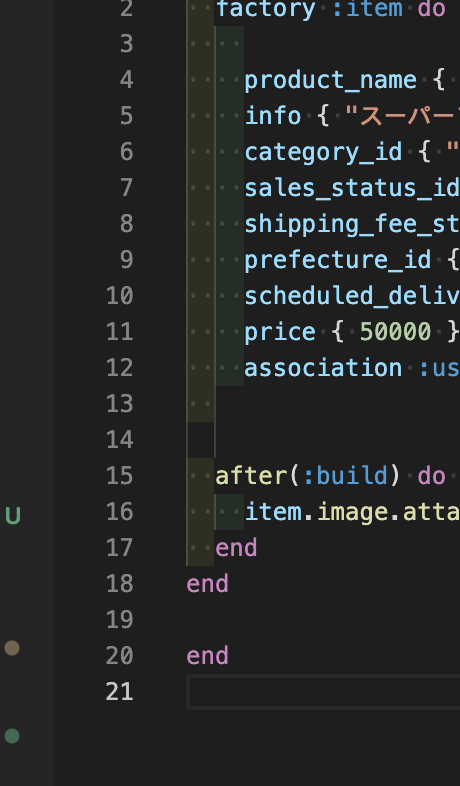 2 factory :item do
3
4 product_name {
5 info { "スーパー
6 category_id { "
7 sales_status_id
8 shipping_fee_st
9 prefecture_id {
10 scheduled_deliv
11 price { 50000 }
12 association :us
13
14
15 after(:build) do
16 item.image.atta
17 end
18 end
19
20 end
21
U